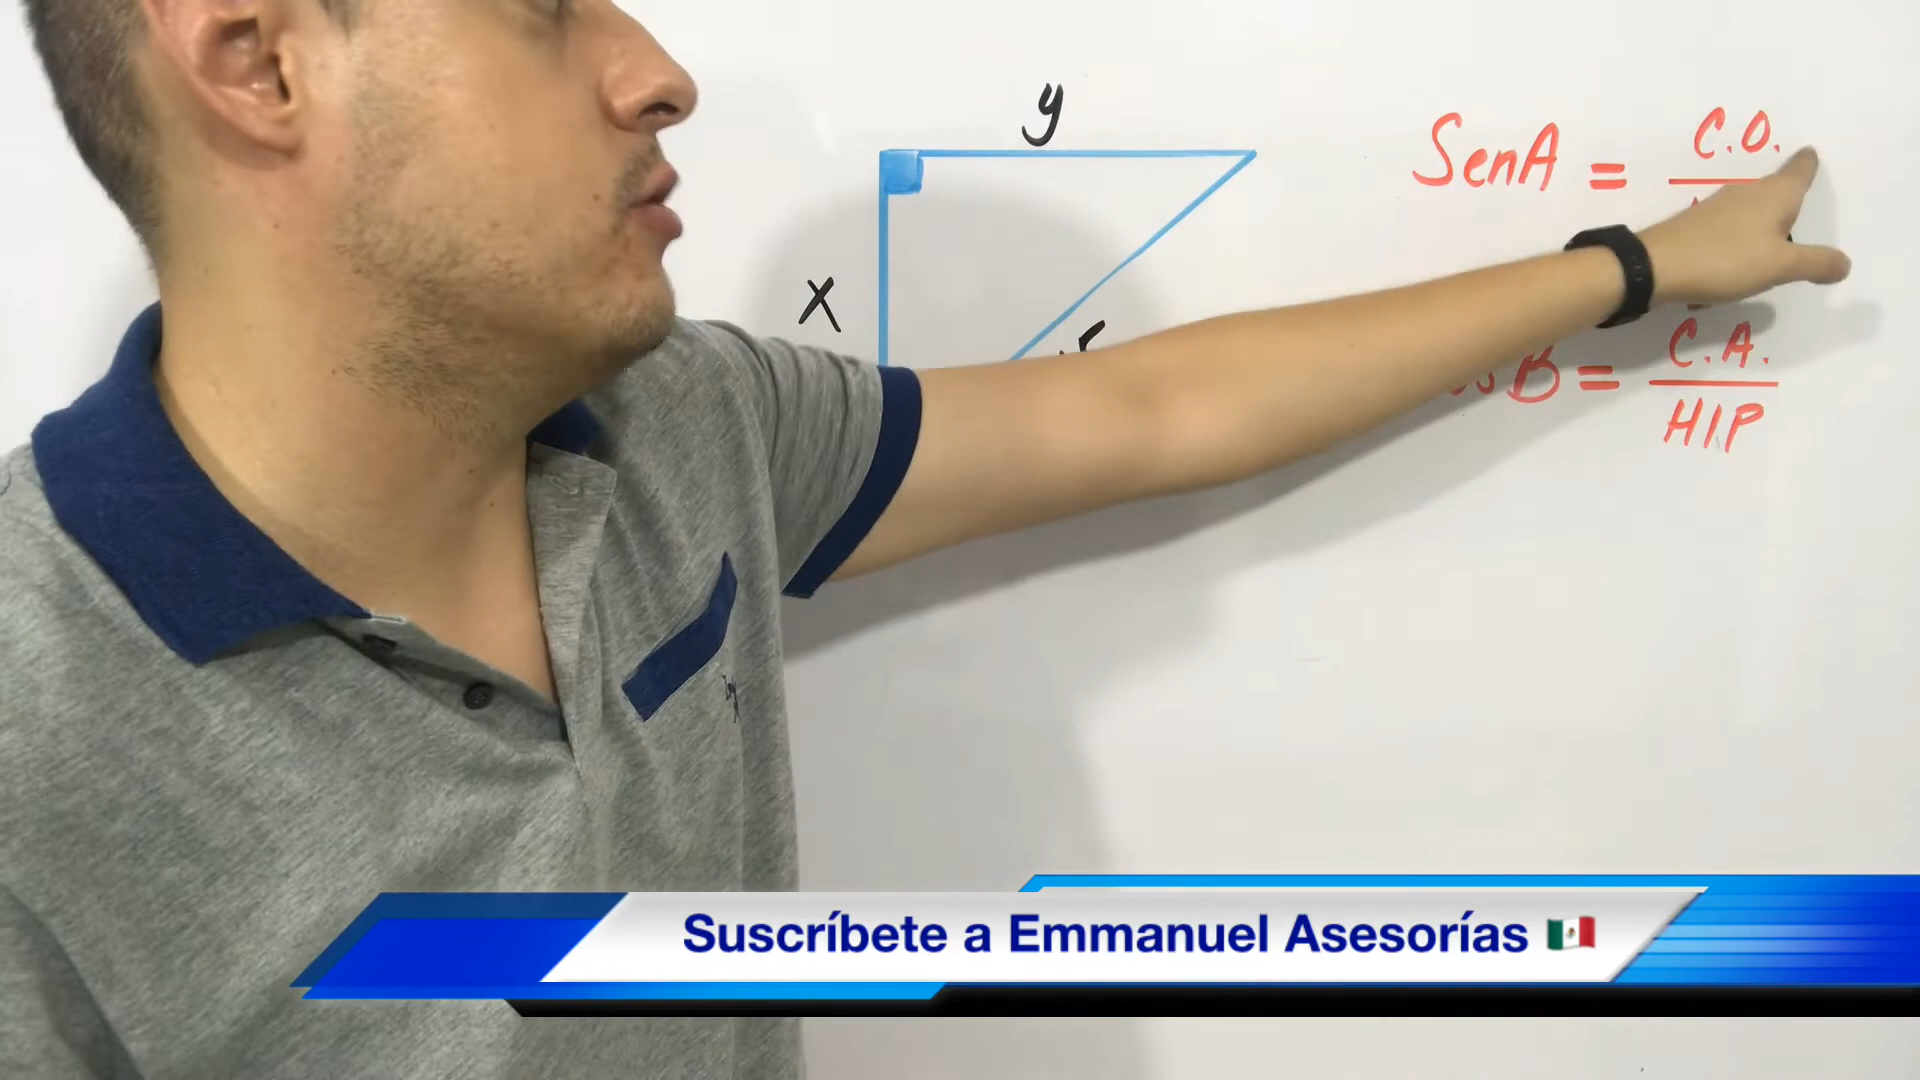 y
SenA = C.O.
x
B = C.A.
HIP
Suscríbete a Emmanuel Asesorías 🇲🇽